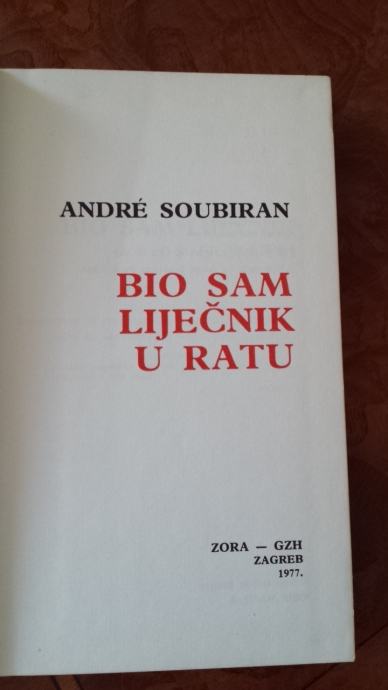 ANDRÉ SOUBIRAN
BIO SAM
LIJEČNIK
U RATU
ZORA — GZH
ZAGREB
1977.